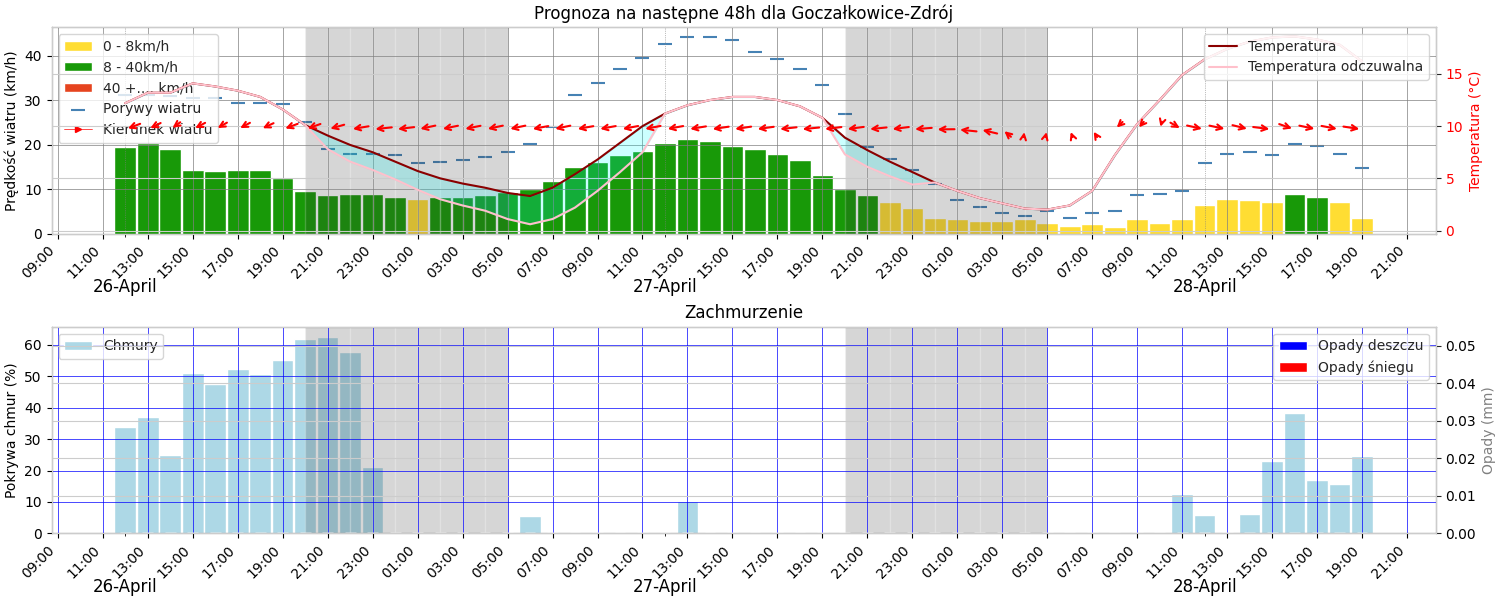 Prognoza na następne 48h dla Goczałkowice-Zdrój
Prędkość wiatru (km/h)
0 - 8km/h
8 - 40km/h
40 +... km/h
Porywy wiatru
Kierunek wiatru
Temperatura
Temperatura odczuwalna
40
30
20
10
0
15
10
5
0
Temperatura (°C)
09:00 11:00 13:00 15:00 17:00 19:00 21:00 23:00 01:00 03:00 05:00 07:00 09:00 11:00 13:00 15:00 17:00 19:00 21:00 23:00 01:00 03:00 05:00 07:00 09:00 11:00 13:00 15:00 17:00 19:00 21:00
26-April 27-April 28-April
Zachmurzenie
Pokrywa chmur (%)
Chmury
Opady deszczu
Opady śniegu
60
50
40
30
20
10
0
0.05
0.04
0.03
0.02
0.01
0.00
Opady (mm)
09:00 11:00 13:00 15:00 17:00 19:00 21:00 23:00 01:00 03:00 05:00 07:00 09:00 11:00 13:00 15:00 17:00 19:00 21:00 23:00 01:00 03:00 05:00 07:00 09:00 11:00 13:00 15:00 17:00 19:00 21:00
26-April 27-April 28-April